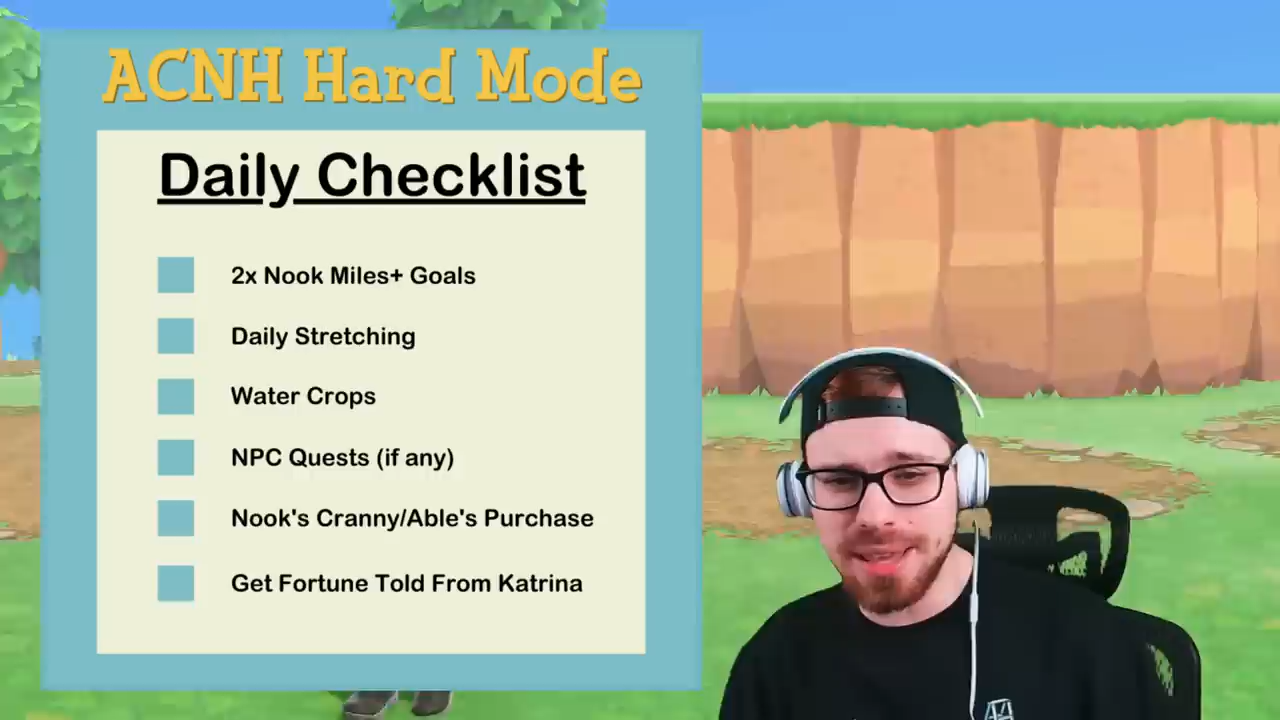 ACNH Hard Mode
Daily Checklist
2x Nook Miles+ Goals
Daily Stretching
Water Crops
NPC Quests (if any)
Nook's Cranny/Able's Purchase
Get Fortune Told From Katrina